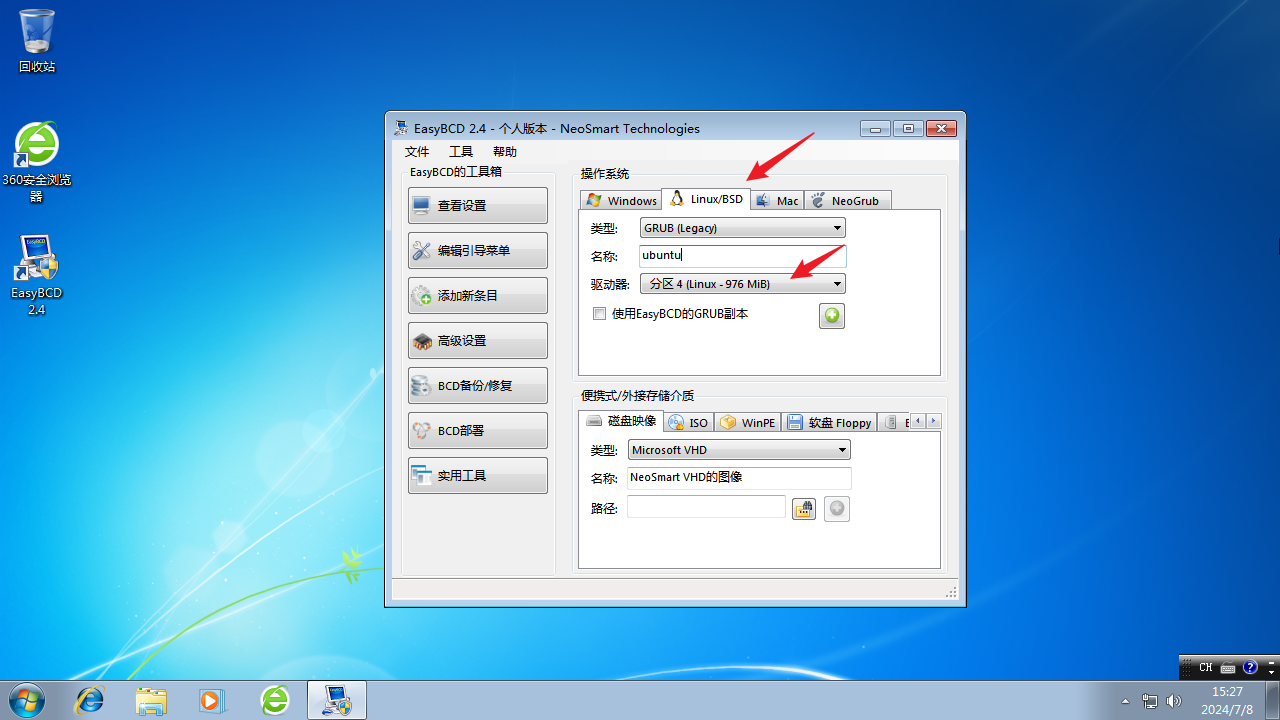 回收站
360安全浏览
器
EasyBCD
2.4
EasyBCD 2.4 - 个人版本 - NeoSmart Technologies
文件 工具 帮助
EasyBCD的工具箱
查看设置
编辑引导菜单
添加新条目
高级设置
BCD备份/修复
BCD部署
实用工具
操作系统
Windows Linux/BSD Mac NeoGrub
类型: GRUB (Legacy)
名称: ubuntu
驱动器: 分区 4 (Linux - 976 MiB)
使用EasyBCD的GRUB副本
便携式/外接存储介质
磁盘映像 ISO WinPE 软盘 Floppy
类型: Microsoft VHD
名称: NeoSmart VHD的图像
路径:
CH
15:27
2024/7/8